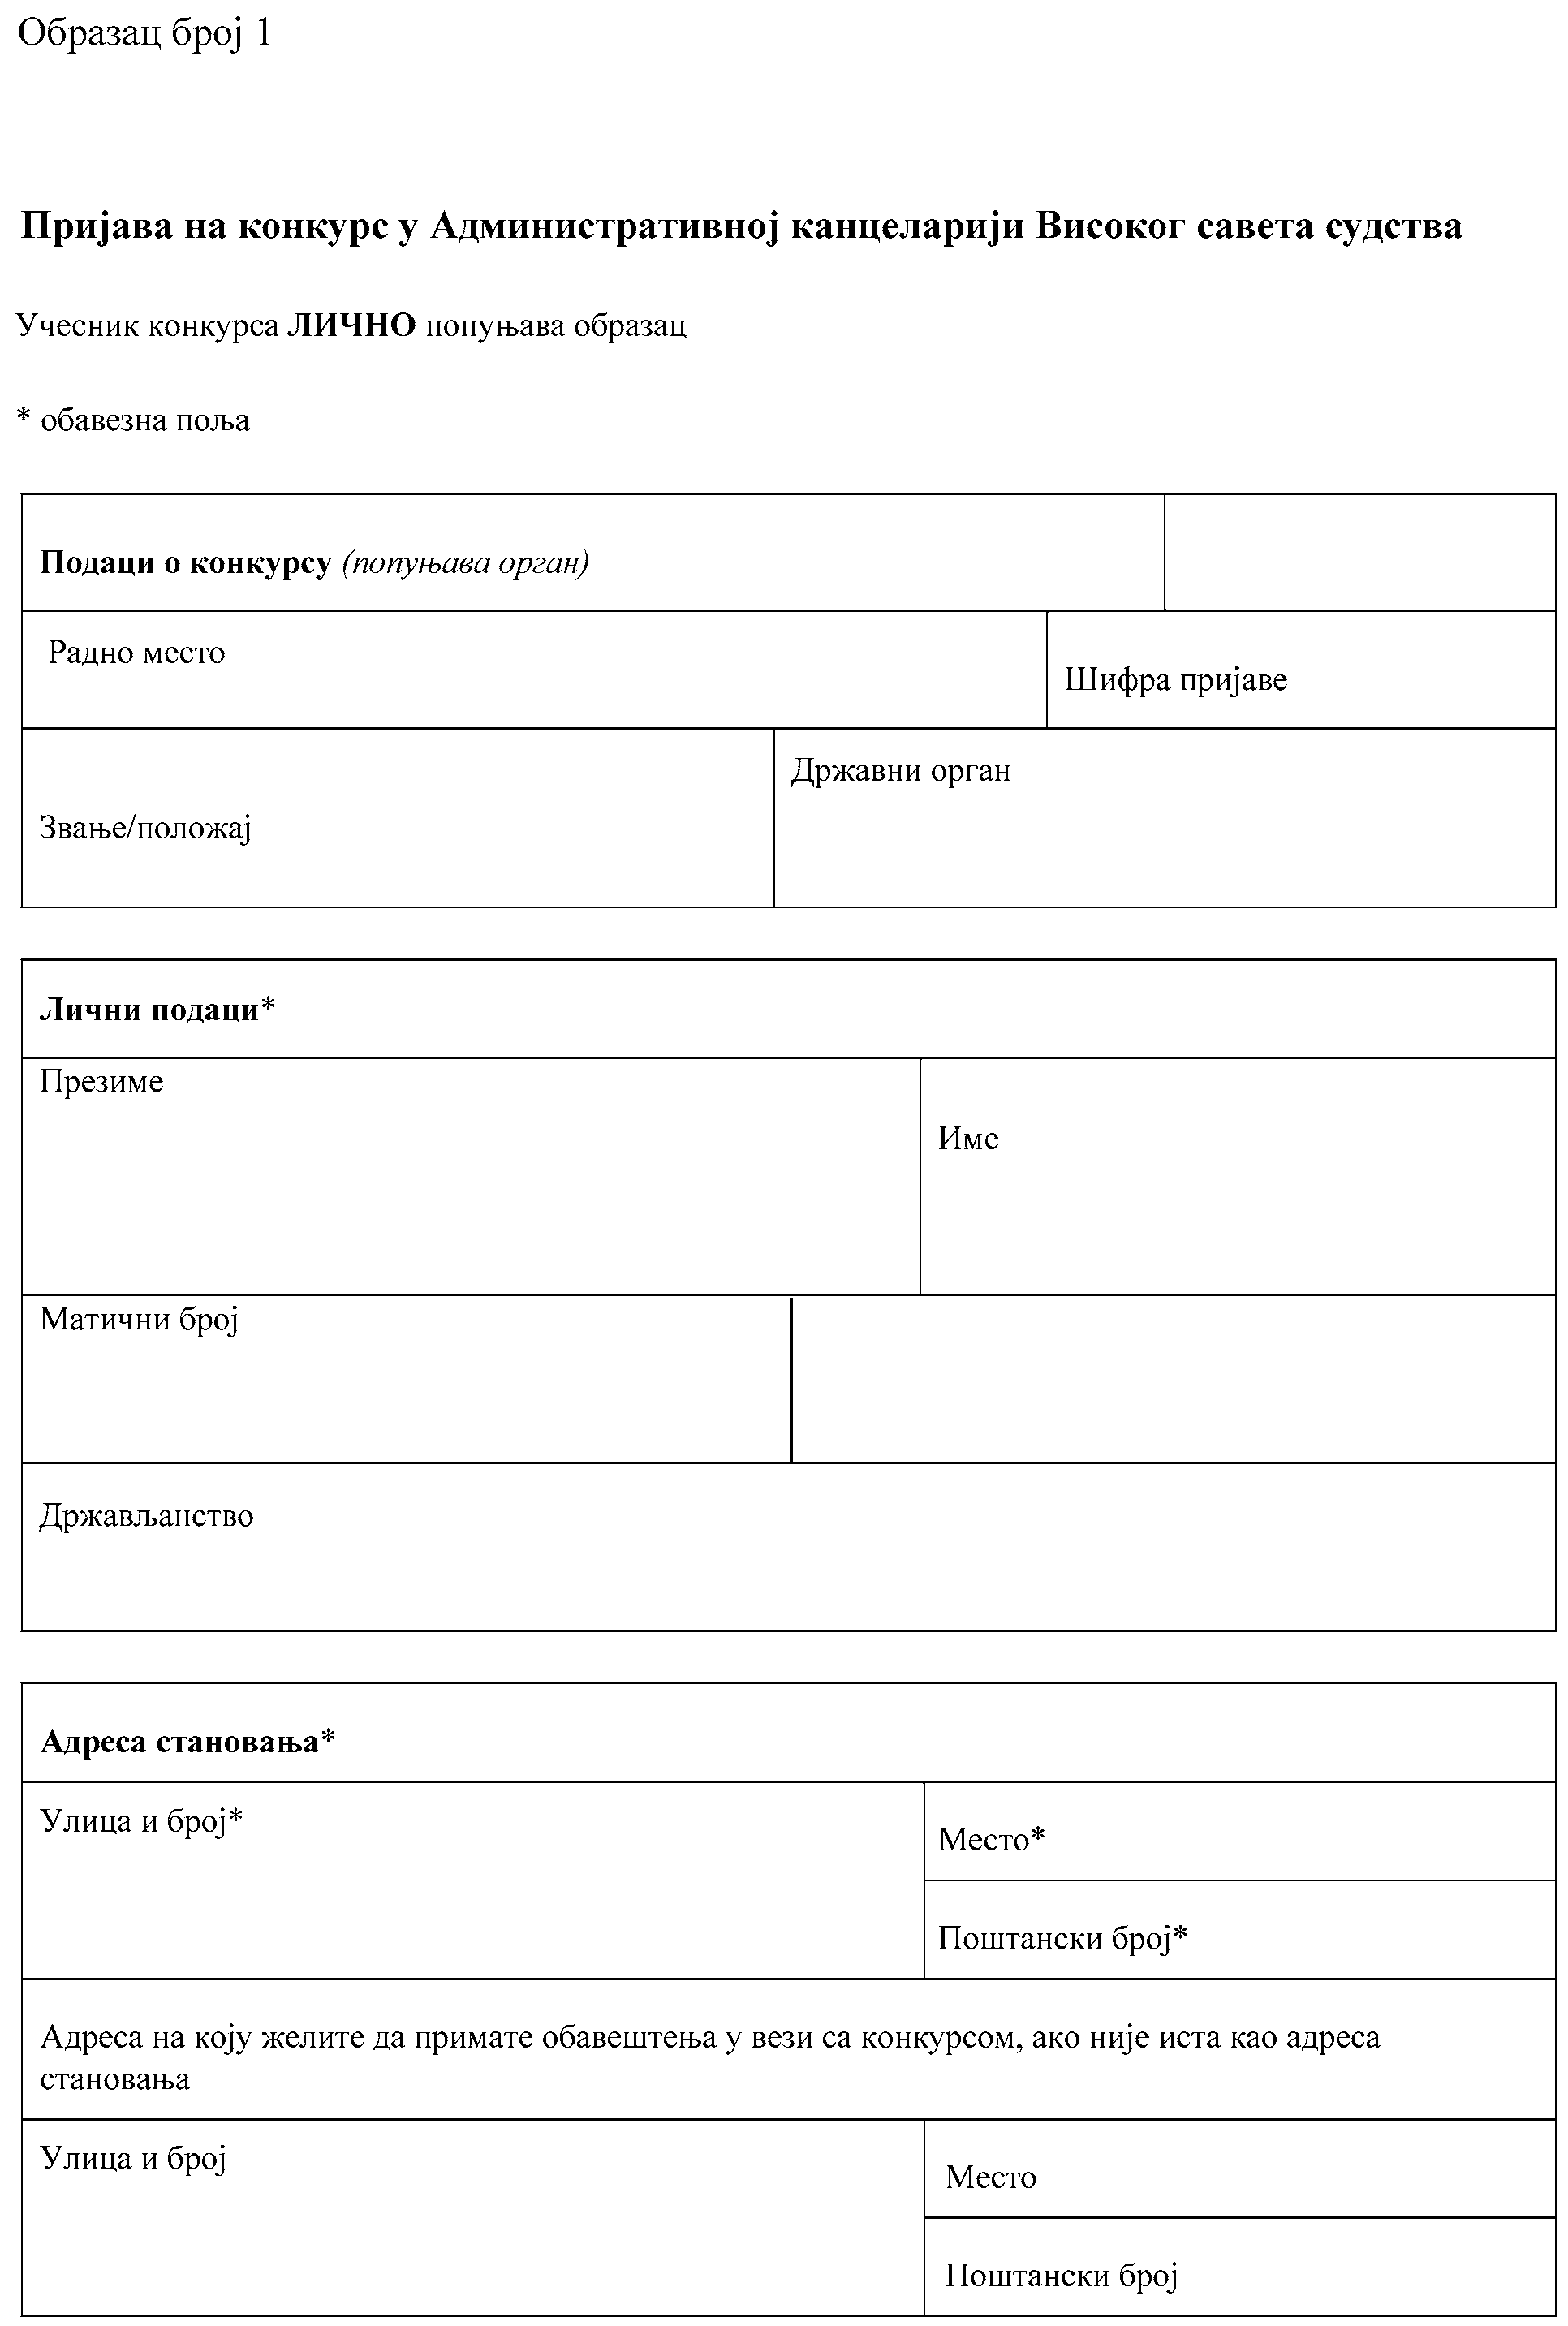 Образац број 1
Пријава на конкурс у Административној канцеларији Високог савета судства
Учесник конкурса ЛИЧНО попуњава образац
* обавезна поља
Подаци о конкурсу (попуњава орган)
Радно место
Шифра пријаве
Звање/положај
Државни орган
Лични подаци*
Презиме
Име
Матични број
Држављанство
Адреса становања*
Улица и број*
Место*
Поштански број*
Адреса на коју желите да примате обавештења у вези са конкурсом, ако није иста као адреса
становања
Улица и број
Место
Поштански број